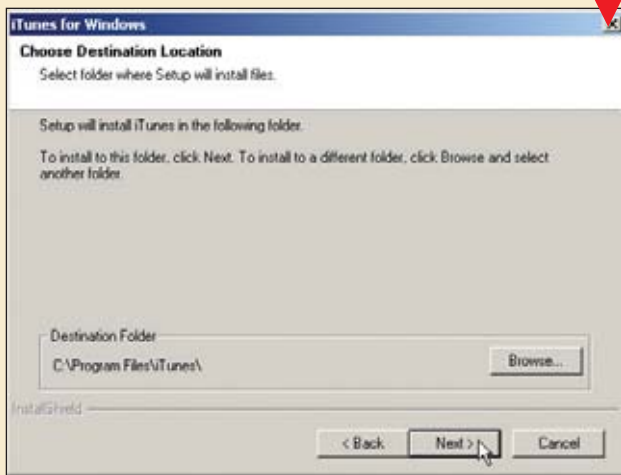 iTunes for Windows
Choose Destination Location
Select folder where Setup will install files.
Setup will install iTunes in the following folder.
To install to this folder, click Next. To install to a different folder, click Browse and select
another folder.
Destination Folder
C:\Program Files\iTunes\
Browse...
InstallShield
< Back
Next >
Cancel